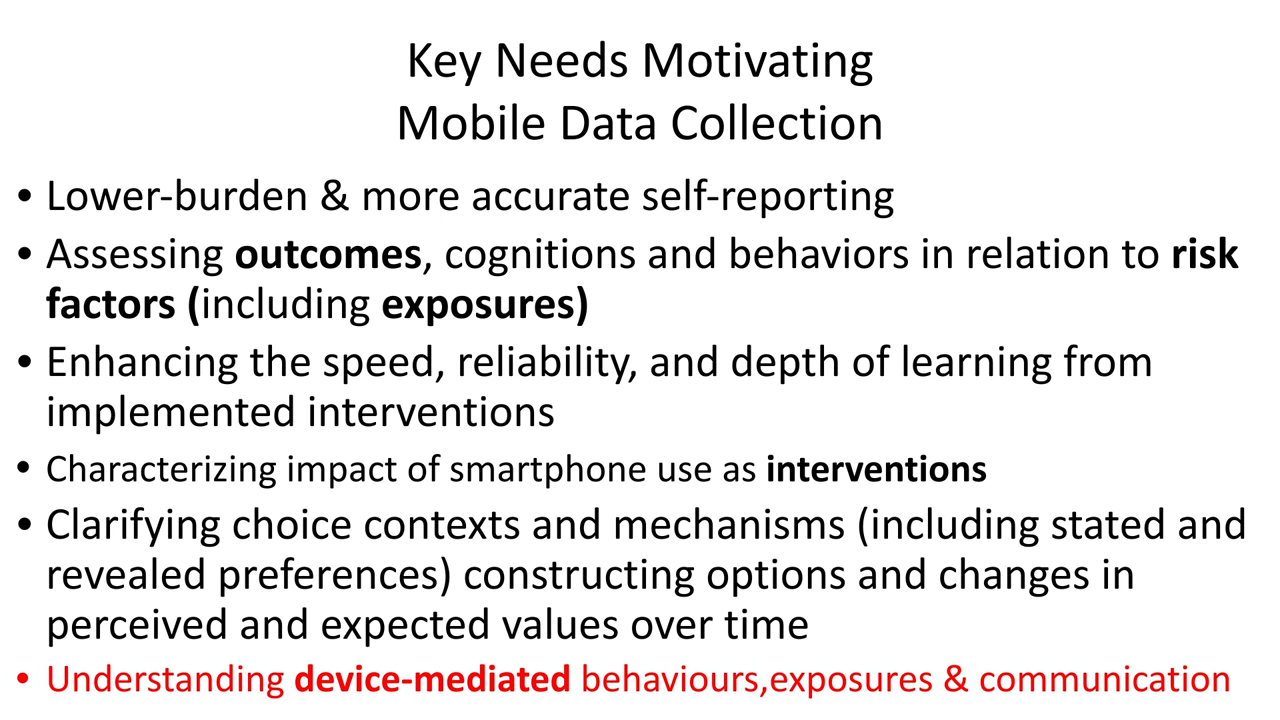 Key Needs Motivating
Mobile Data Collection
• Lower-burden & more accurate self-reporting
• Assessing outcomes, cognitions and behaviors in relation to risk
factors (including exposures)
• Enhancing the speed, reliability, and depth of learning from
implemented interventions
• Characterizing impact of smartphone use as interventions
• Clarifying choice contexts and mechanisms (including stated and
revealed preferences) constructing options and changes in
perceived and expected values over time
• Understanding device-mediated behaviours,exposures & communication